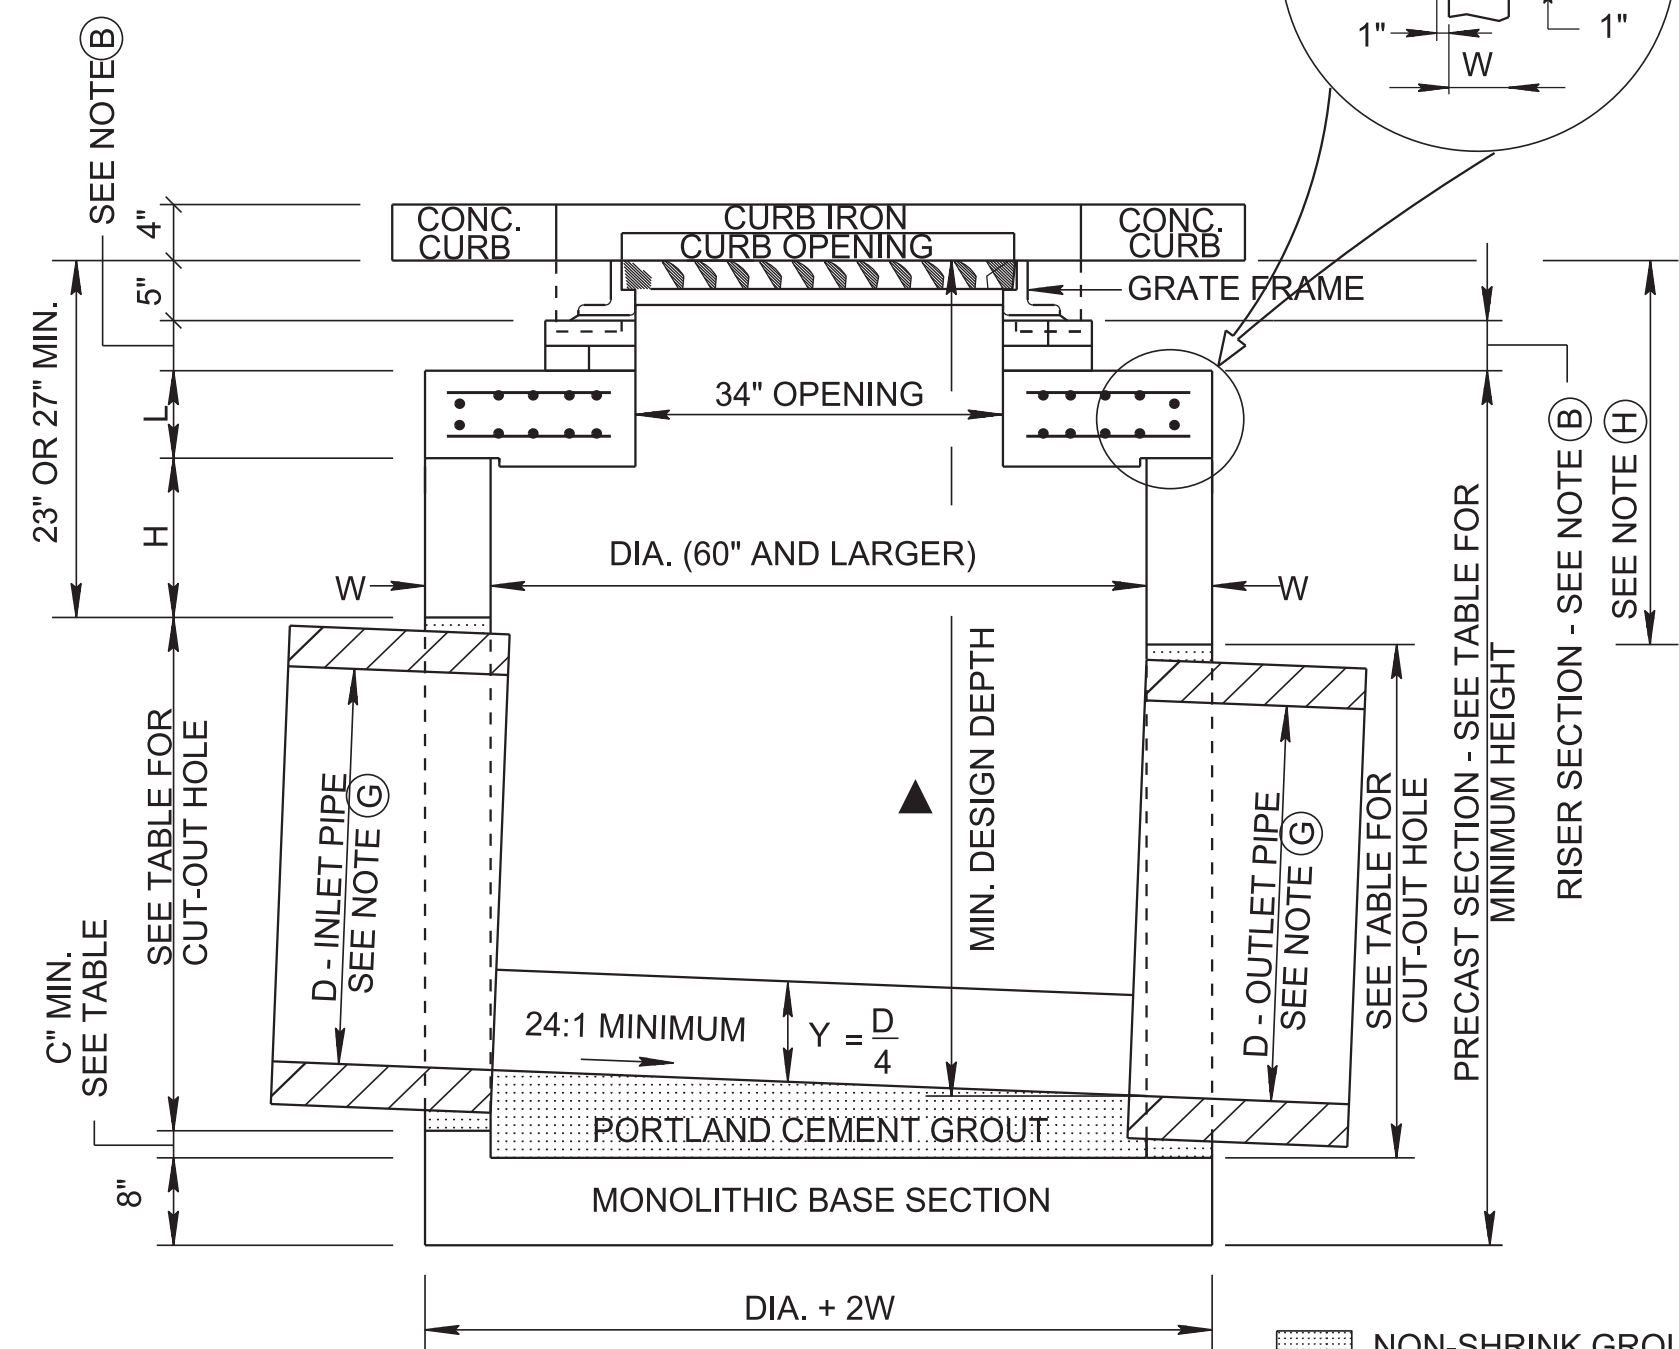 1"
1"
W
SEE NOTE B
4"
5"
CONC.
CURB
CURB IRON
CURB OPENING
CONC.
CURB
GRATE FRAME
23" OR 27" MIN.
L
H
34" OPENING
DIA. (60" AND LARGER)
W
W
SEE TABLE FOR
CUT-OUT HOLE
C" MIN.
SEE TABLE
8"
D - INLET PIPE
SEE NOTE G
MIN. DESIGN DEPTH
24:1 MINIMUM
Y = D
4
D - OUTLET PIPE
SEE NOTE G
SEE TABLE FOR
CUT-OUT HOLE
PRECAST SECTION - SEE TABLE FOR
MINIMUM HEIGHT
RISER SECTION - SEE NOTE B
SEE NOTE H
PORTLAND CEMENT GROUT
MONOLITHIC BASE SECTION
DIA. + 2W
NON-SHRINK GROU